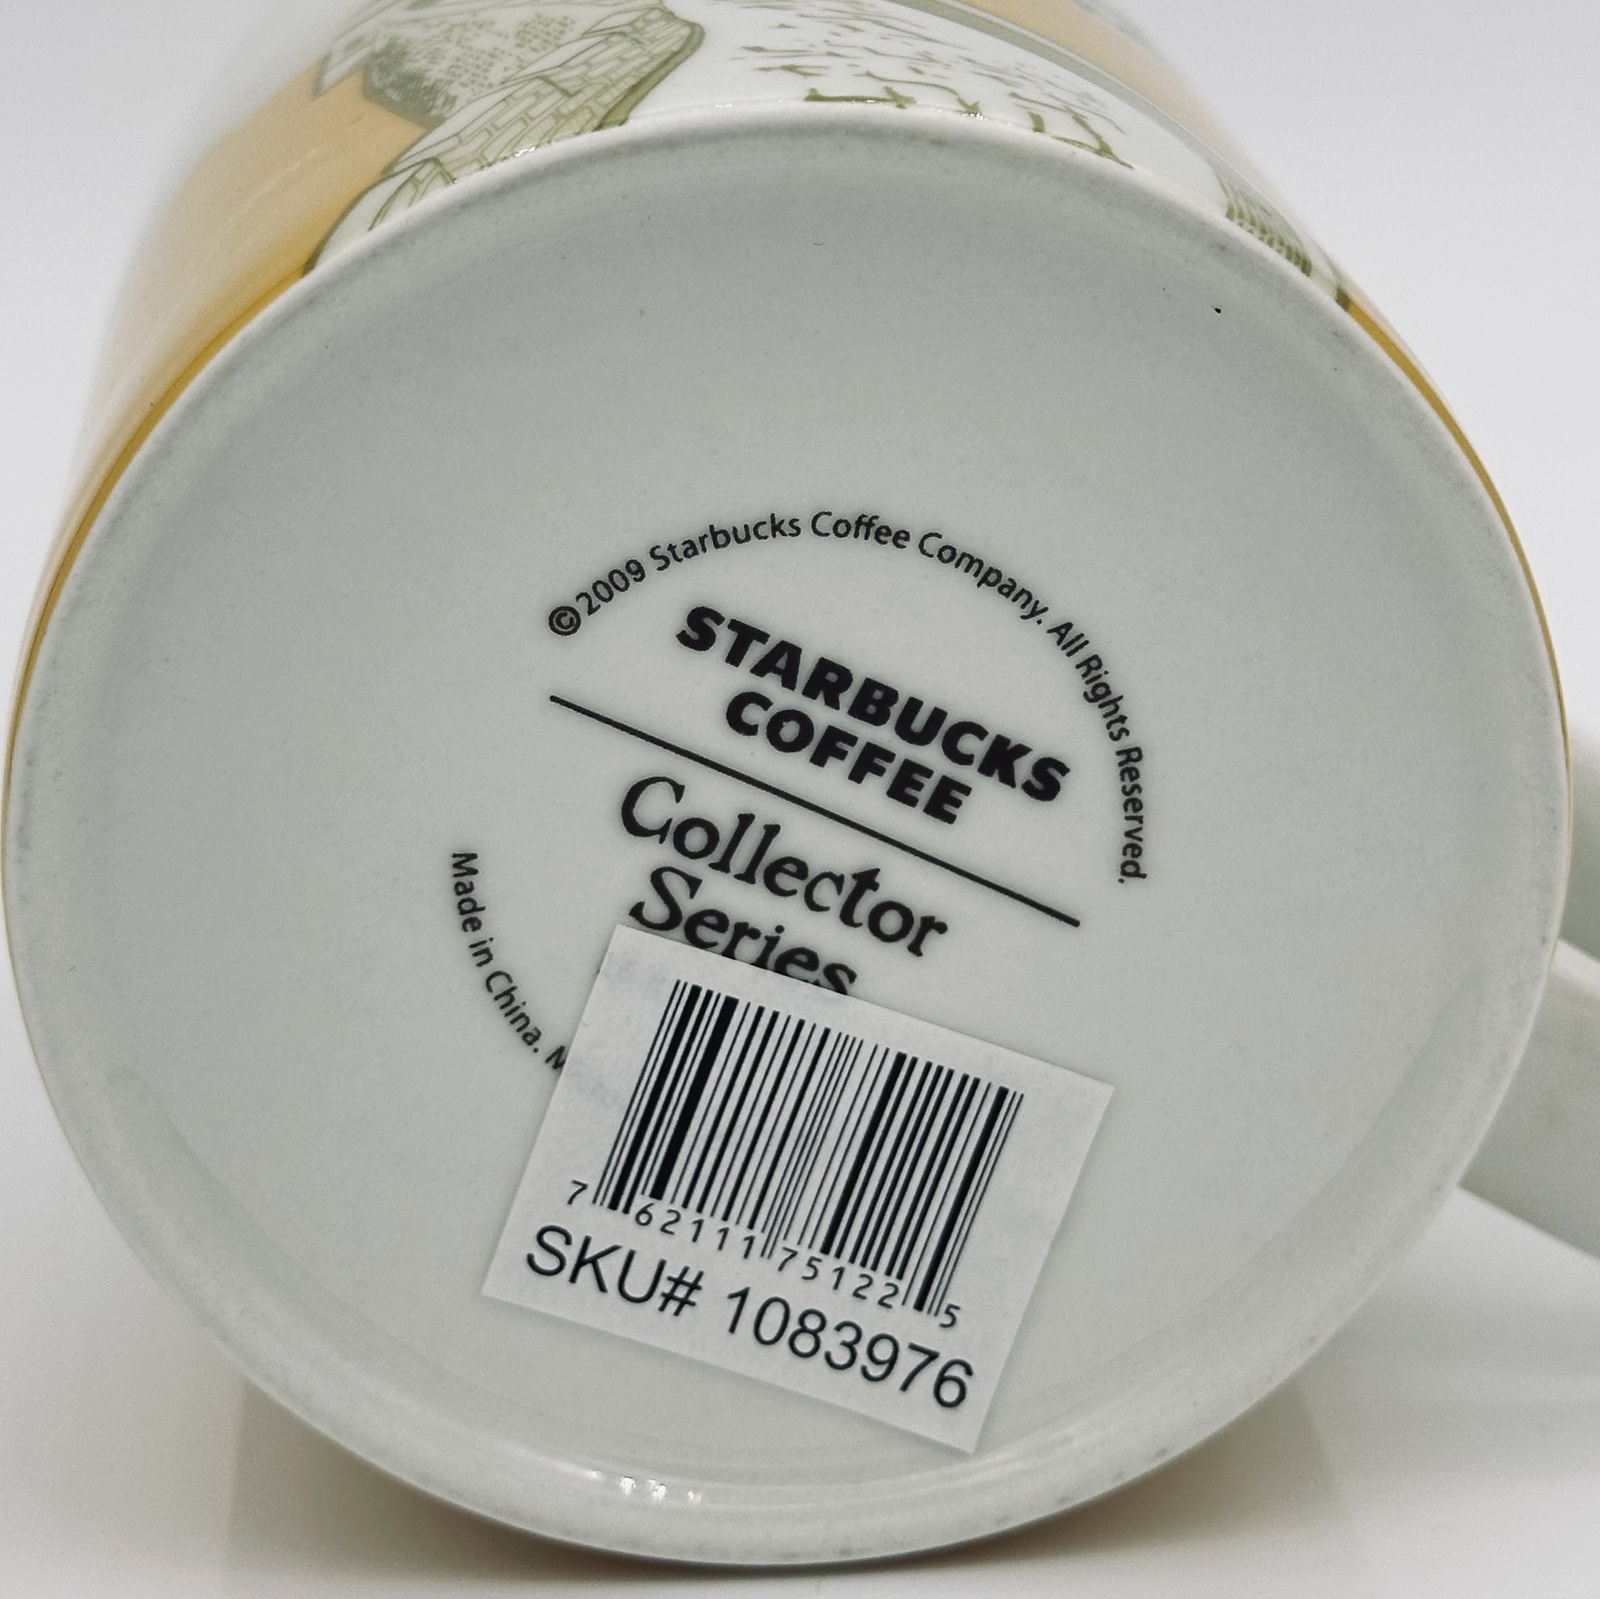 ©2009 Starbucks Coffee Company. All Rights Reserved.
STARBUCKS
COFFEE
Collector
Series
Made in China.
7 62111 75122 5
SKU# 1083976